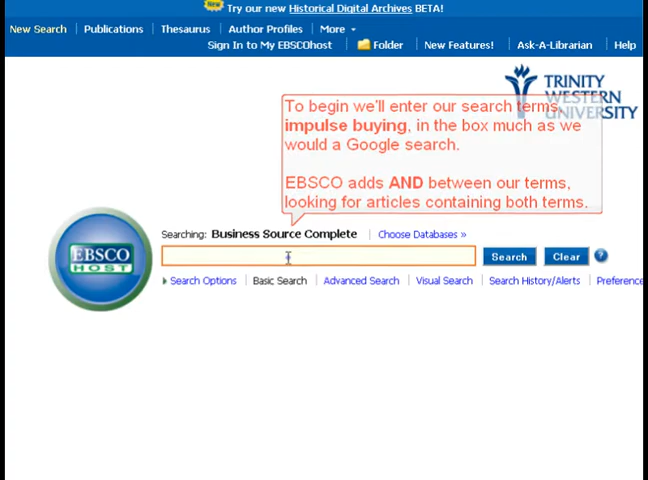 New Try our new Historical Digital Archives BETA!
New Search Publications Thesaurus Author Profiles More
Sign In to My EBSCOhost Folder New Features! Ask-A-Librarian Help
TRINITY
WESTERN
UNIVERSITY
To begin we'll enter our search terms,
impulse buying, in the box much as we
would a Google search.
EBSCO adds AND between our terms,
looking for articles containing both terms.
Searching: Business Source Complete Choose Databases »
EBSCO
HOST
Search Clear ?
Search Options Basic Search Advanced Search Visual Search Search History/Alerts Preference